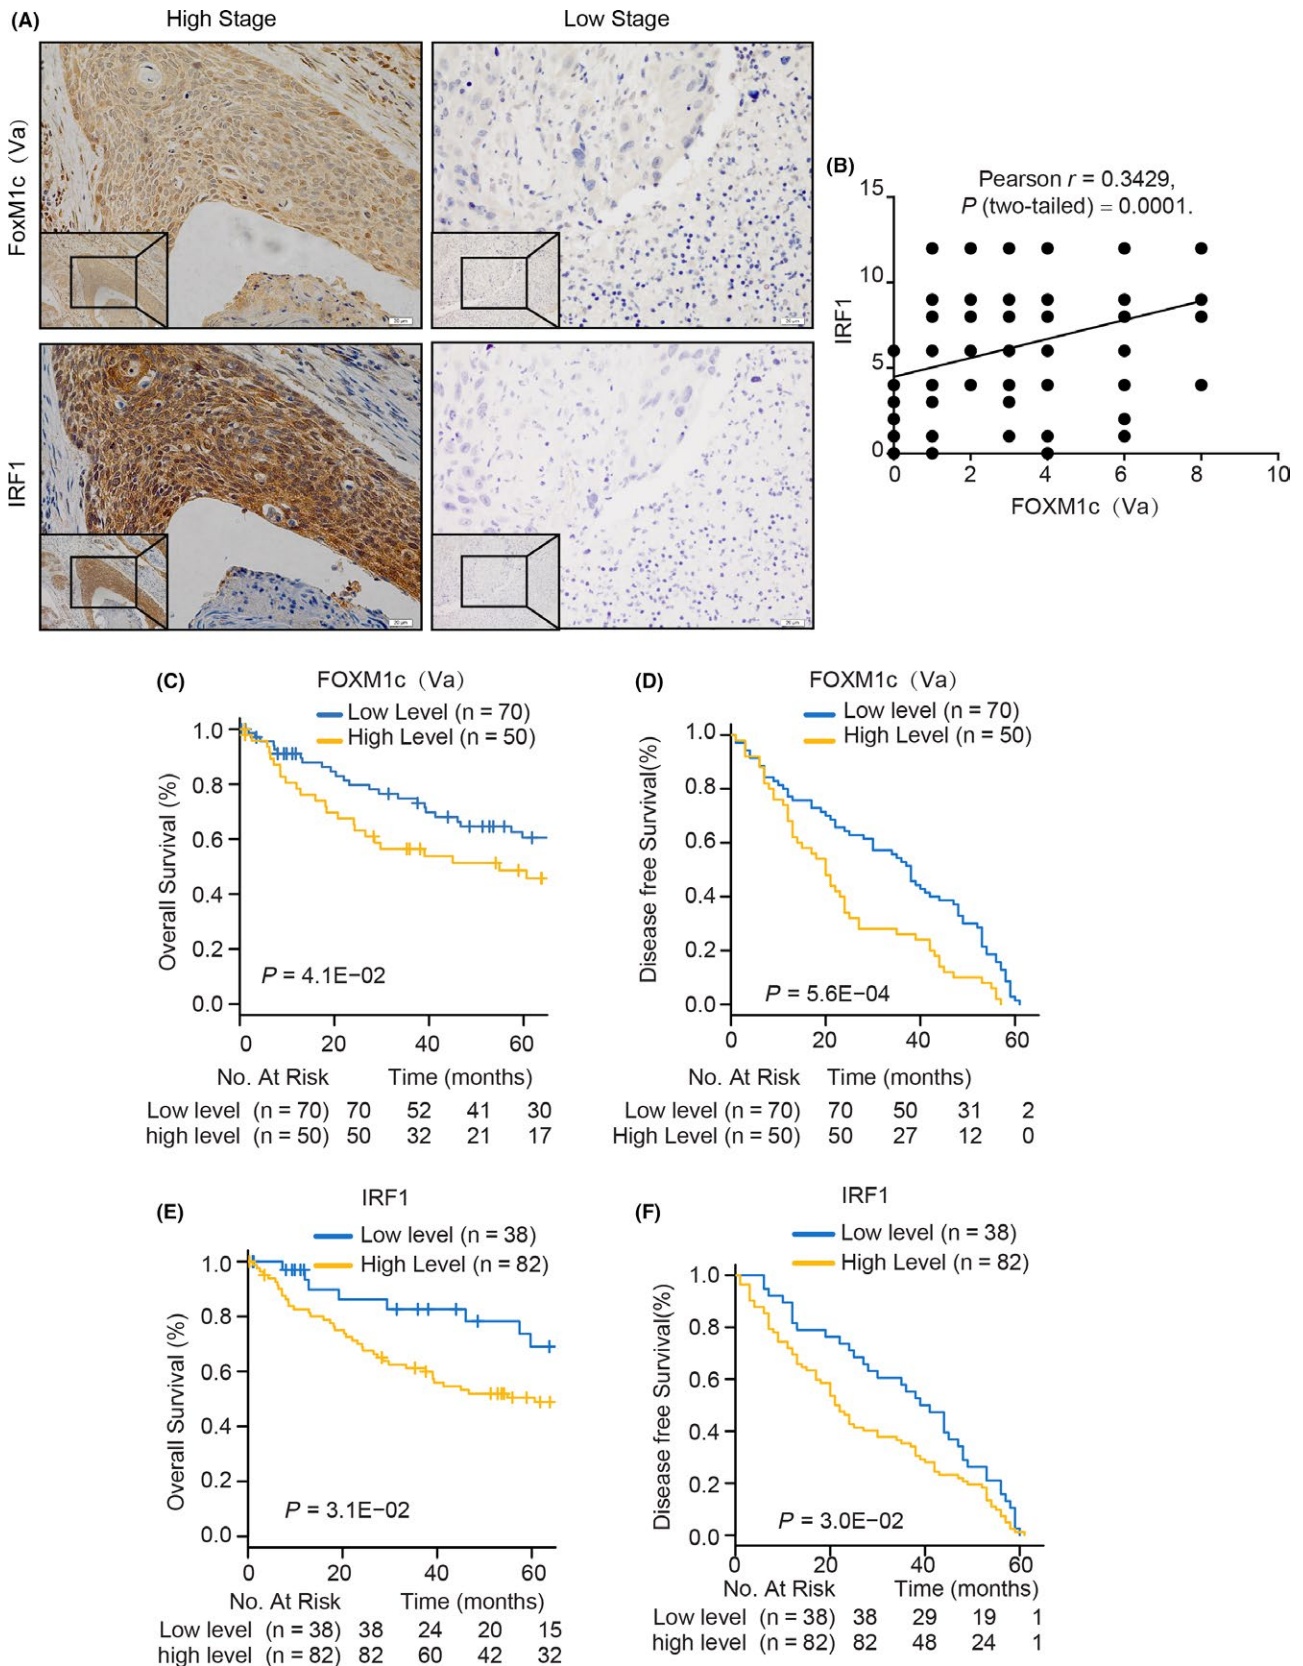 (A)
High Stage
Low Stage
FoxM1c (Va)
IRF1
20 μm
20 μm
20 μm
(B)
Pearson r = 0.3429,
P (two-tailed) = 0.0001.
IRF1
15
10
5
0
0 2 4 6 8 10
FOXM1c (Va)
(C)
FOXM1c (Va)
Low Level (n = 70)
High Level (n = 50)
Overall Survival (%)
1.0
0.8
0.6
0.4
0.2
0.0
P = 4.1E−02
0 20 40 60
No. At Risk Time (months)
Low level (n = 70) 70 52 41 30
high level (n = 50) 50 32 21 17
(D)
FOXM1c (Va)
Low level (n = 70)
High Level (n = 50)
Disease free Survival(%)
1.0
0.8
0.6
0.4
0.2
0.0
P = 5.6E−04
0 20 40 60
No. At Risk Time (months)
Low level (n = 70) 70 50 31 2
High Level (n = 50) 50 27 12 0
(E)
IRF1
Low level (n = 38)
High Level (n = 82)
Overall Survival (%)
1.0
0.8
0.6
0.4
0.2
0.0
P = 3.1E−02
0 20 40 60
No. At Risk Time (months)
Low level (n = 38) 38 24 20 15
high level (n = 82) 82 60 42 32
(F)
IRF1
Low level (n = 38)
High Level (n = 82)
Disease free Survival(%)
1.0
0.8
0.6
0.4
0.2
0.0
P = 3.0E−02
0 20 40 60
No. At Risk Time (months)
Low level (n = 38) 38 29 19 1
high level (n = 82) 82 48 24 1